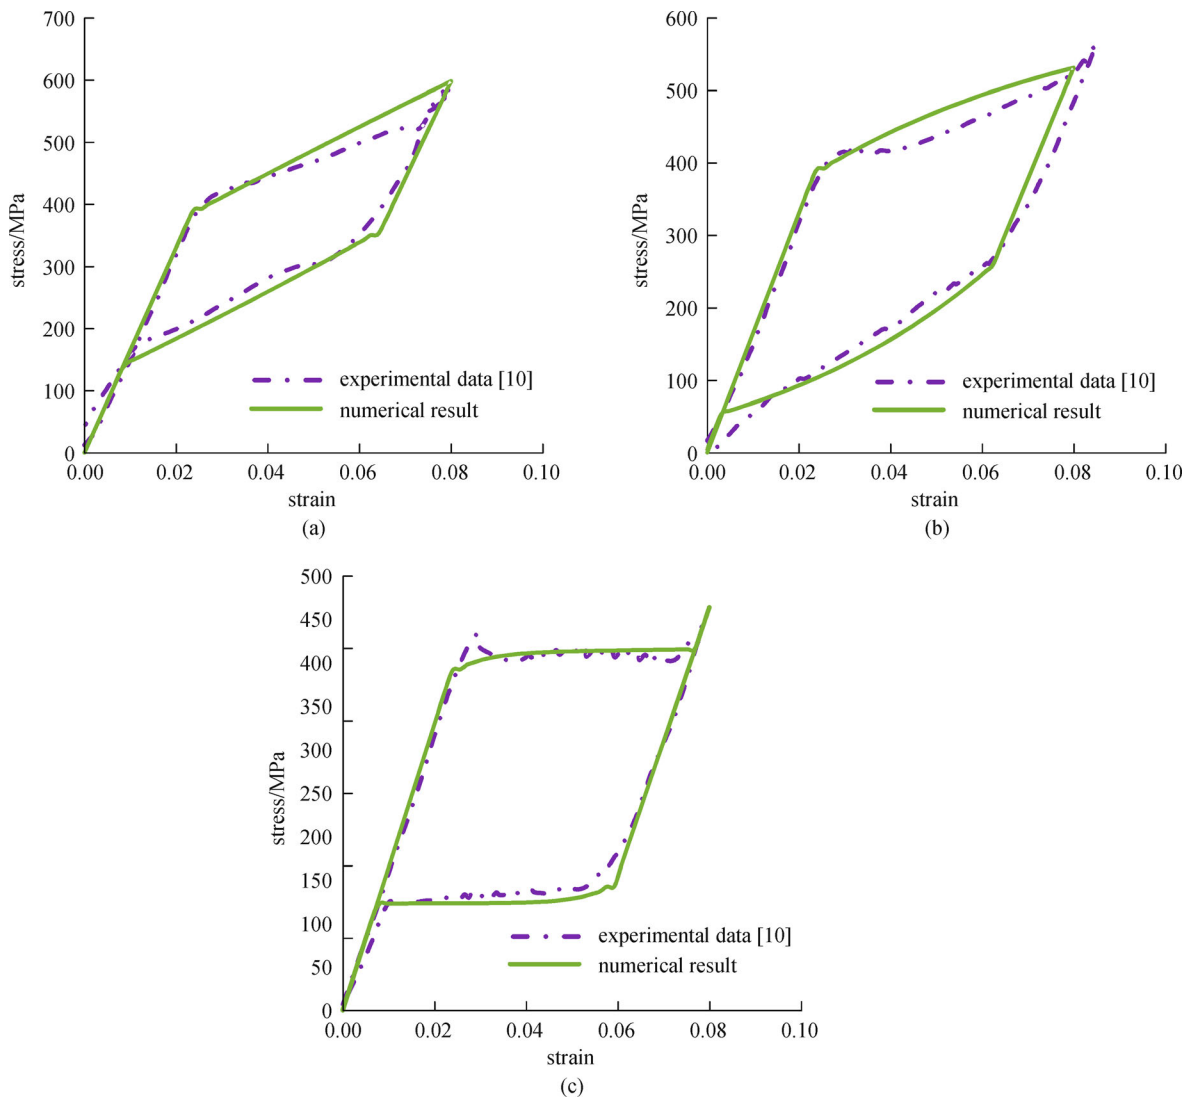 700
600
500
400
300
200
100
0
stress/MPa
experimental data [10]
numerical result
0.00 0.02 0.04 0.06 0.08 0.10
strain
(a)
600
500
400
300
200
100
0
stress/MPa
experimental data [10]
numerical result
0.00 0.02 0.04 0.06 0.08 0.10
strain
(b)
500
450
400
350
300
250
200
150
100
50
0
stress/MPa
experimental data [10]
numerical result
0.00 0.02 0.04 0.06 0.08 0.10
strain
(c)